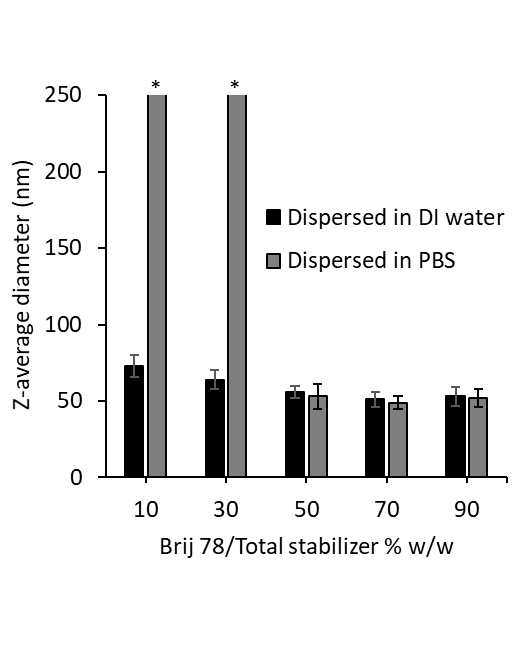 * *
250
200
150
100
50
0
Z-average diameter (nm)
Dispersed in DI water
Dispersed in PBS
10 30 50 70 90
Brij 78/Total stabilizer % w/w